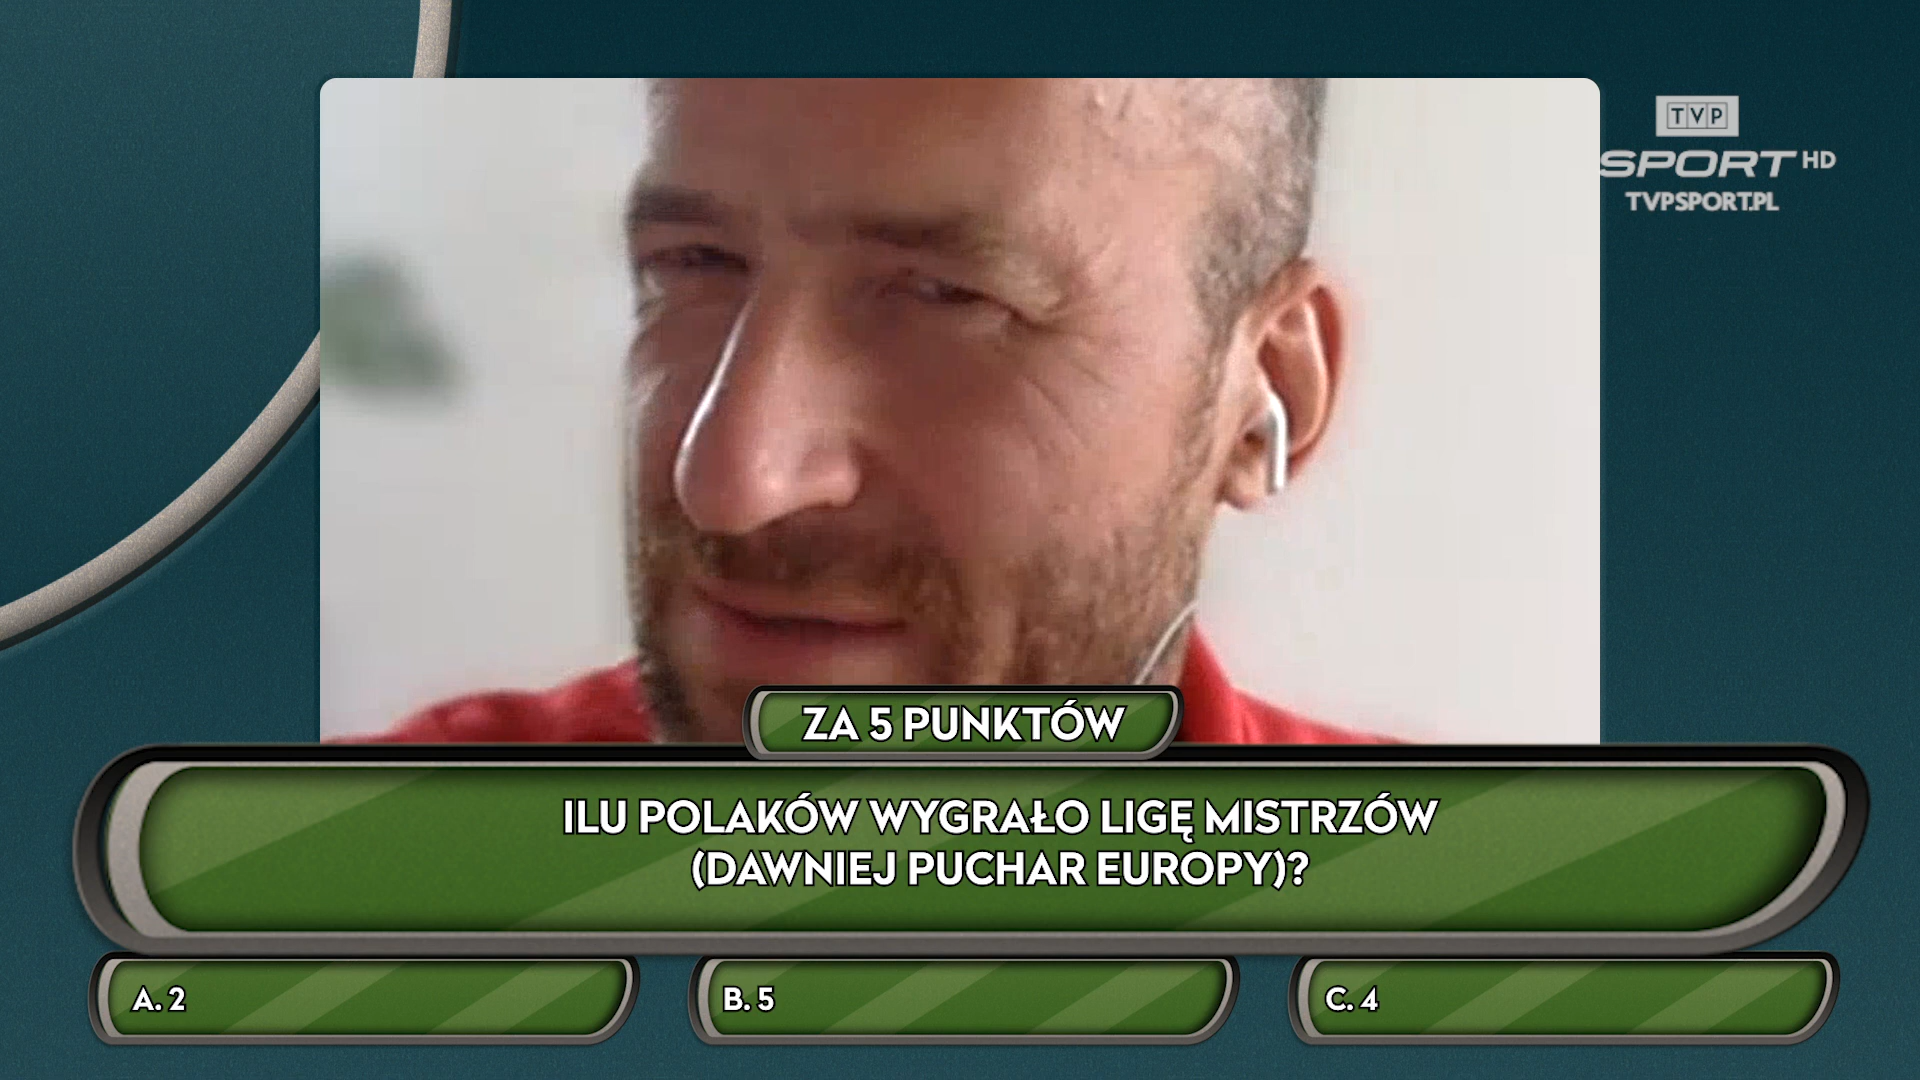 TVP
SPORT HD
TVPSPORT.PL
ZA 5 PUNKTÓW
ILU POLAKÓW WYGRAŁO LIGĘ MISTRZÓW
(DAWNIEJ PUCHAR EUROPY)?
A. 2
B. 5
C. 4